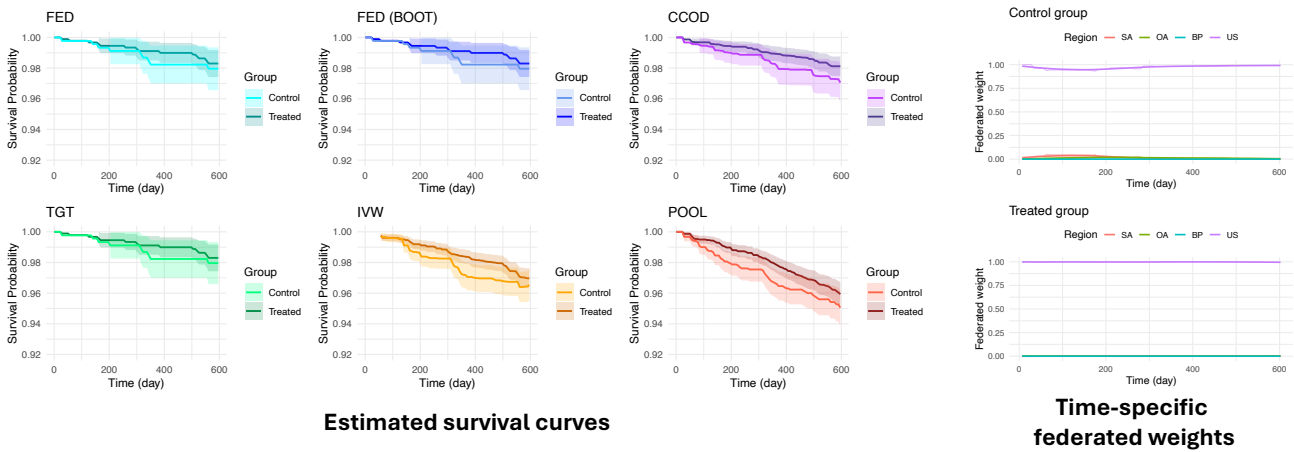 FED
Survival Probability
1.00
0.98
0.96
0.94
0.92
0
200
400
600
Time (day)
Group
Control
Treated
FED (BOOT)
Survival Probability
1.00
0.98
0.96
0.94
0.92
0
200
400
600
Time (day)
Group
Control
Treated
CCOD
Survival Probability
1.00
0.98
0.96
0.94
0.92
0
200
400
600
Time (day)
Group
Control
Treated
Control group
Region SA OA BP US
Federated weight
1.00
0.75
0.50
0.25
0.00
0
200
400
600
Time (day)
TGT
Survival Probability
1.00
0.98
0.96
0.94
0.92
0
200
400
600
Time (day)
Group
Control
Treated
IVW
Survival Probability
1.00
0.98
0.96
0.94
0.92
0
200
400
600
Time (day)
Group
Control
Treated
POOL
Survival Probability
1.00
0.98
0.96
0.94
0.92
0
200
400
600
Time (day)
Group
Control
Treated
Treated group
Region SA OA BP US
Federated weight
1.00
0.75
0.50
0.25
0.00
0
200
400
600
Time (day)
Estimated survival curves
Time-specific
federated weights